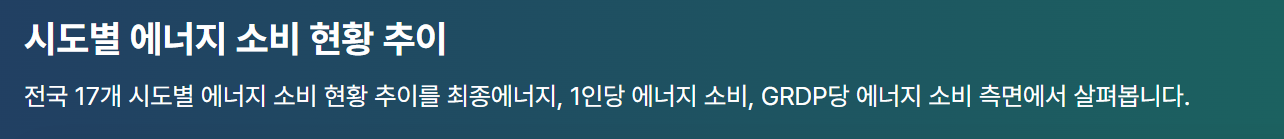 시도별 에너지 소비 현황 추이
전국 17개 시도별 에너지 소비 현황 추이를 최종에너지, 1인당 에너지 소비, GRDP당 에너지 소비 측면에서 살펴봅니다.